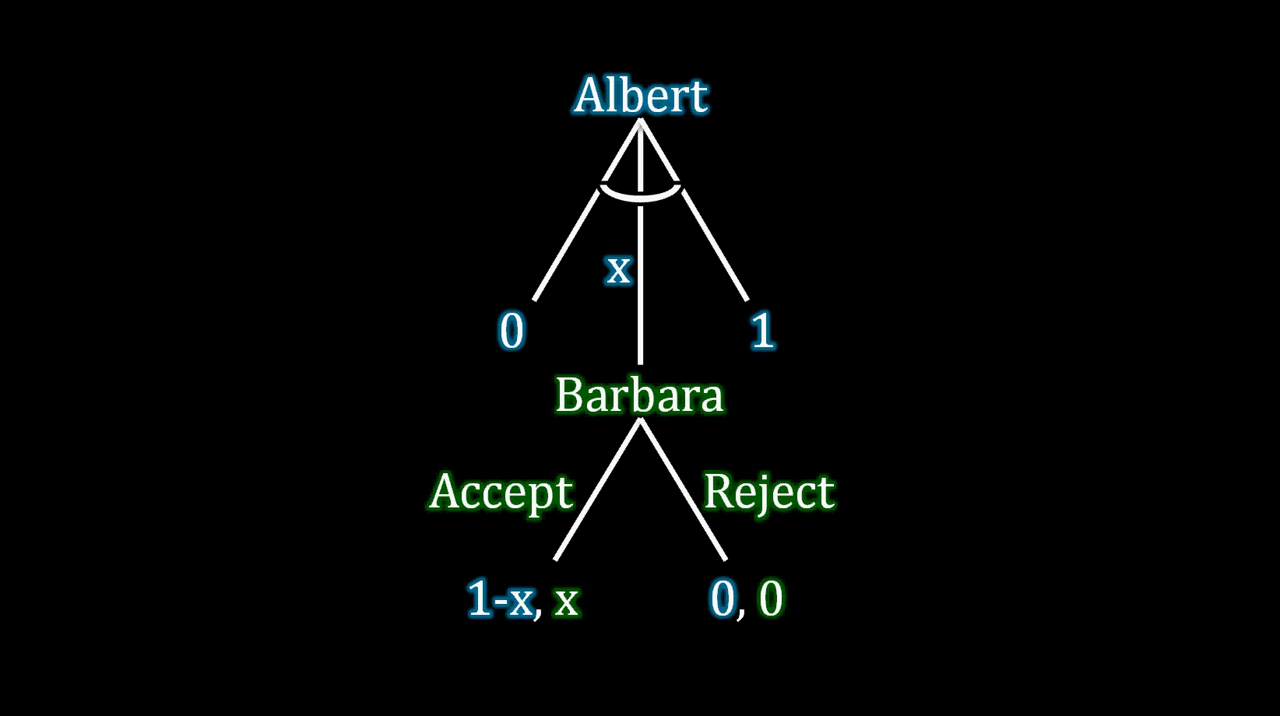 Albert
x
0 1
Barbara
Accept Reject
1-x, x 0, 0